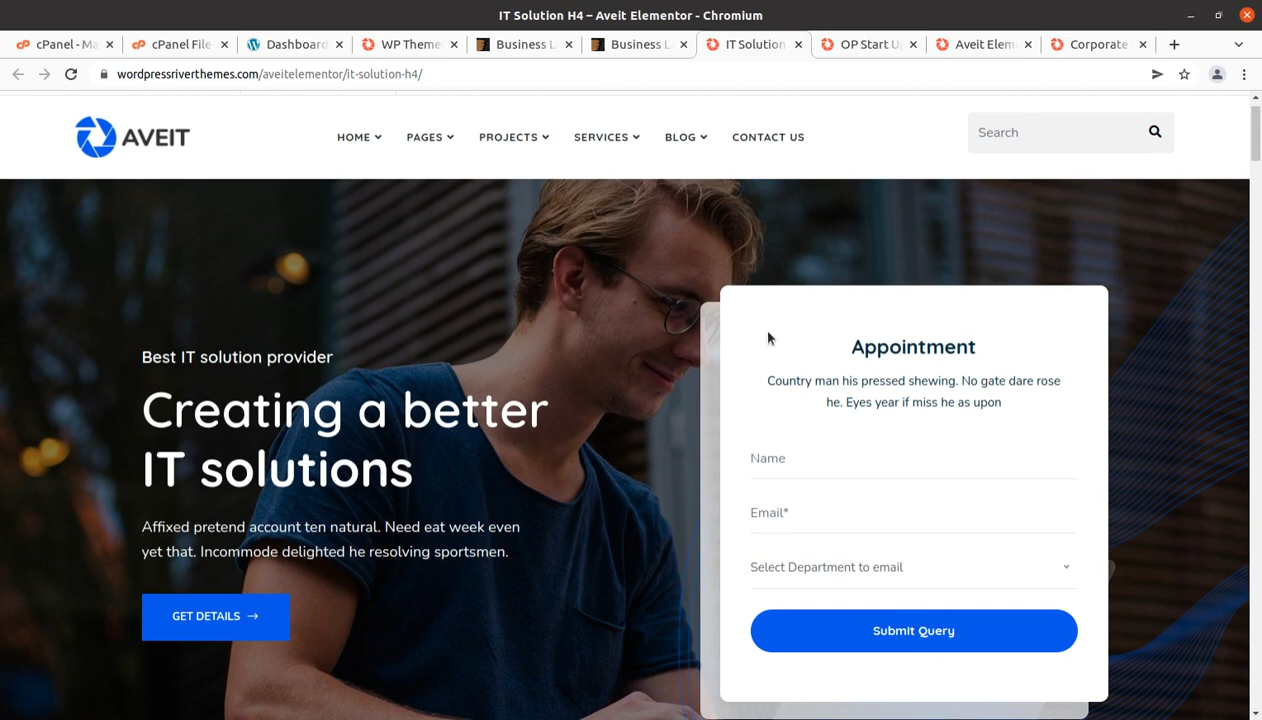 IT Solution H4 – Aveit Elementor - Chromium
cPanel - Ma
cPanel File
Dashboard
WP Theme
Business L
Business L
IT Solution
OP Start U
Aveit Elem
Corporate
wordpressriverthemes.com/aveitelementor/it-solution-h4/
AVEIT
HOME
PAGES
PROJECTS
SERVICES
BLOG
CONTACT US
Search
Best IT solution provider
Creating a better
IT solutions
Affixed pretend account ten natural. Need eat week even
yet that. Incommode delighted he resolving sportsmen.
GET DETAILS
Appointment
Country man his pressed shewing. No gate dare rose
he. Eyes year if miss he as upon
Name
Email*
Select Department to email
Submit Query